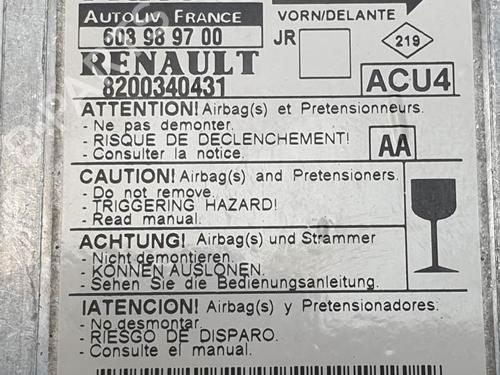 AUTOLIV FRANCE
VORN/DELANTE
603 98 97 00
JR
219
RENAULT
8200340431
ACU4
ATTENTION! Airbag(s) et Pretensionneurs.
- Ne pas demonter.
- RISQUE DE DECLENCHEMENT!
- Consulter la notice.
AA
CAUTION! Airbag(s) and Pretensioners.
- Do not remove.
- TRIGGERING HAZARD!
- Read manual.
ACHTUNG! Airbag(s) und Strammer
- Nicht demontieren.
- KONNEN AUSLONEN.
- Sehen Sie die Bedienungsanleitung.
IATENCION! Airbag(s) y Pretensionadores:
- No desmontar.
- RIESGO DE DISPARO.
- Consulte el manual.